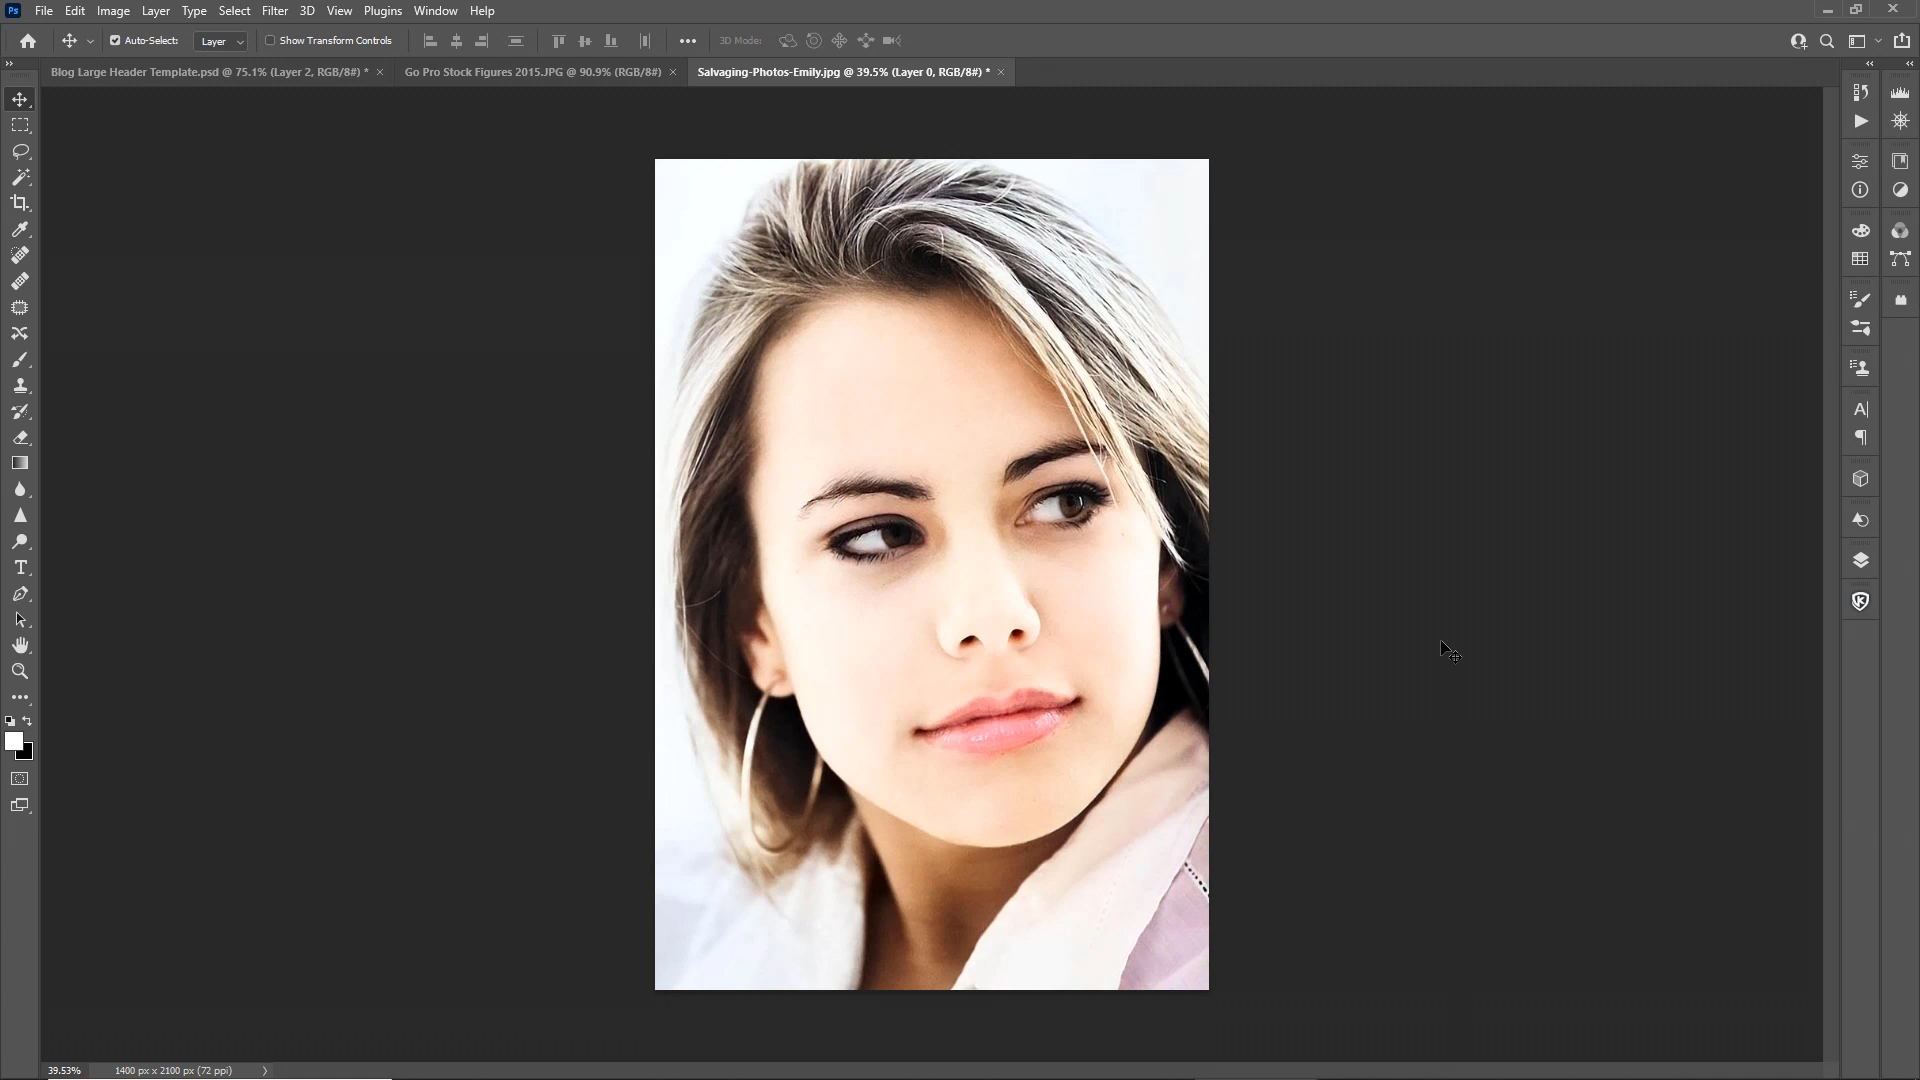 Ps File Edit Image Layer Type Select Filter 3D View Plugins Window Help
Auto-Select: Layer Show Transform Controls 3D Mode:
Blog Large Header Template.psd @ 75.1% (Layer 2, RGB/8#) * × Go Pro Stock Figures 2015.JPG @ 90.9% (RGB/8#) × Salvaging-Photos-Emily.jpg @ 39.5% (Layer 0, RGB/8#) * ×
39.53% 1400 px x 2100 px (72 ppi)